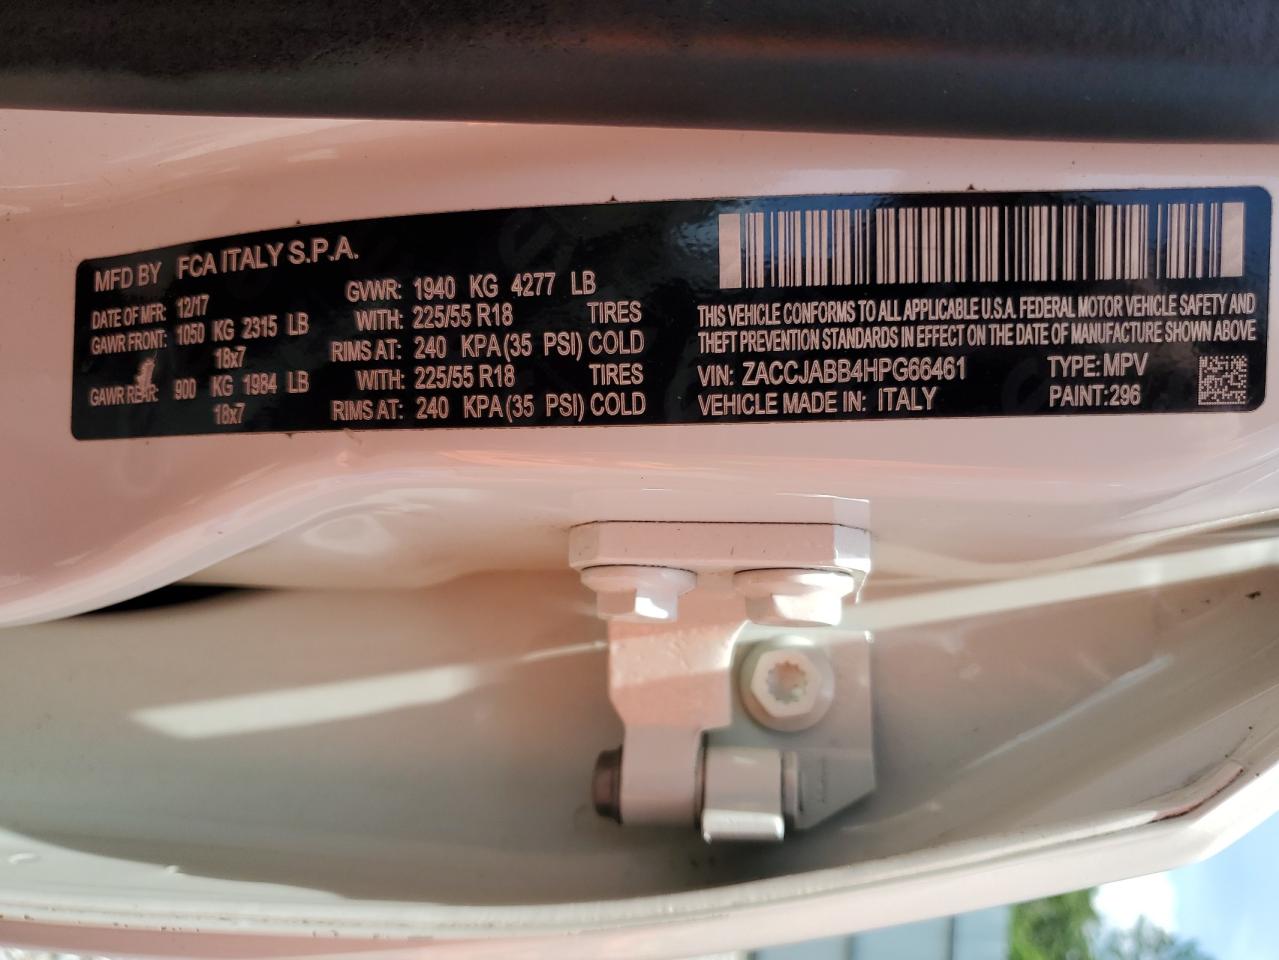 MFD BY FCA ITALY S.P.A.
DATE OF MFR: 12/17 GVWR: 1940 KG 4277 LB
GAWR FRONT: 1050 KG 2315 LB WITH: 225/55 R18 TIRES
18x7 RIMS AT: 240 KPA(35 PSI) COLD
GAWR REAR: 900 KG 1984 LB WITH: 225/55 R18 TIRES
18x7 RIMS AT: 240 KPA(35 PSI) COLD
THIS VEHICLE CONFORMS TO ALL APPLICABLE U.S.A. FEDERAL MOTOR VEHICLE SAFETY AND
THEFT PREVENTION STANDARDS IN EFFECT ON THE DATE OF MANUFACTURE SHOWN ABOVE
VIN: ZACCJABB4HPG66461 TYPE: MPV
VEHICLE MADE IN: ITALY PAINT: 296